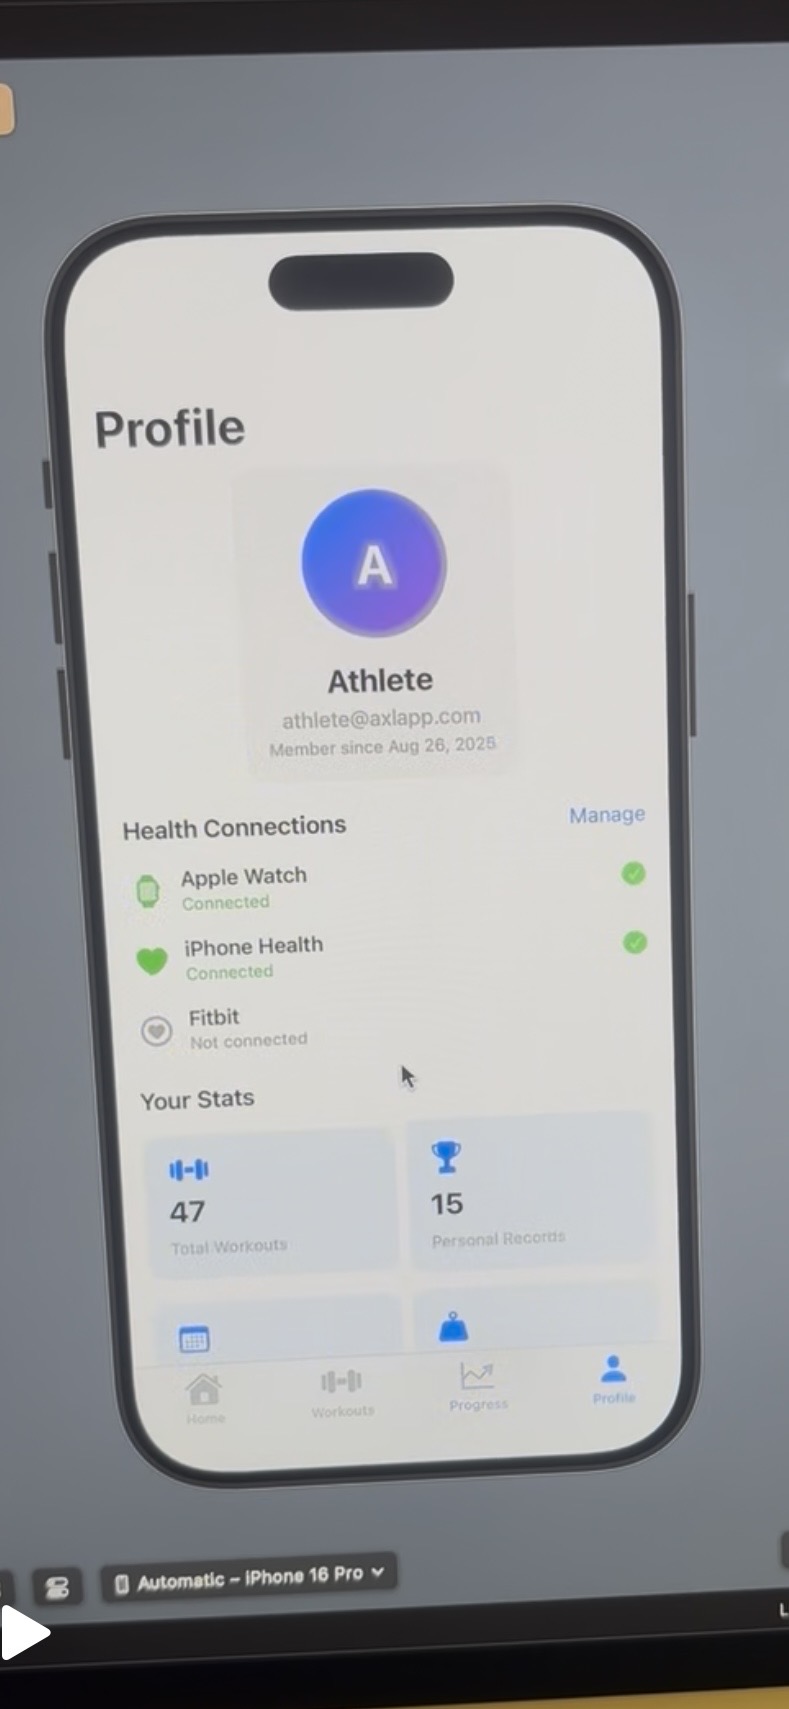 Profile
A
Athlete
athlete@axlapp.com
Member since Aug 26, 2025
Health Connections
Manage
Apple Watch
Connected
iPhone Health
Connected
Fitbit
Not connected
Your Stats
47
Total Workouts
15
Personal Records
Home
Workouts
Progress
Profile
Automatic – iPhone 16 Pro